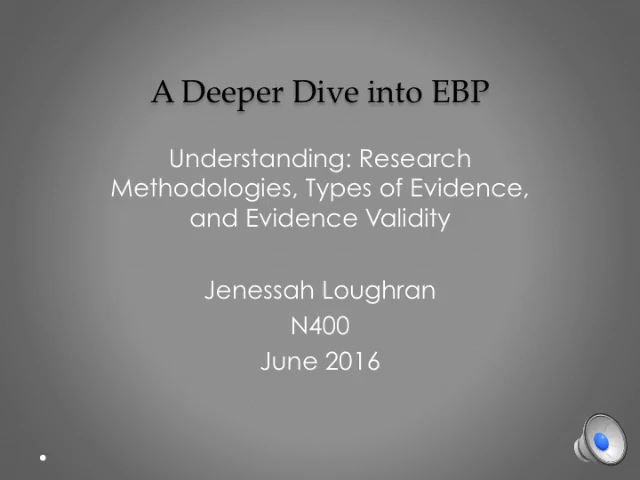 A Deeper Dive into EBP
Understanding: Research
Methodologies, Types of Evidence,
and Evidence Validity
Jenessah Loughran
N400
June 2016